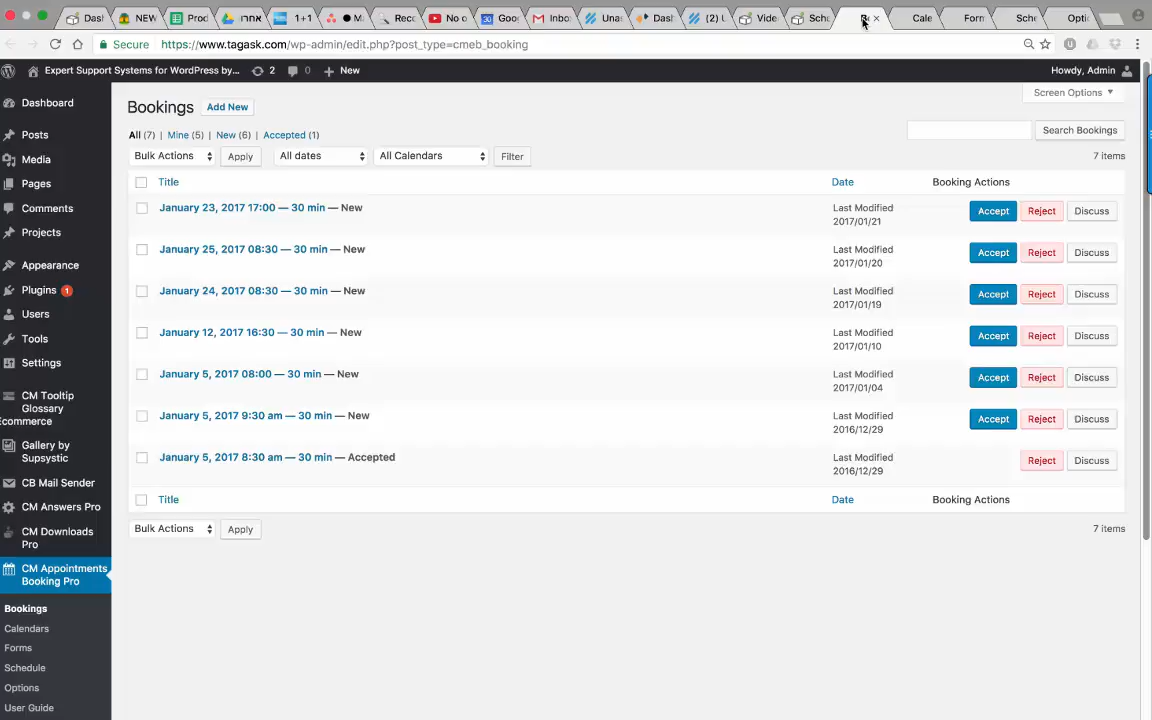 Dash
NEW
Prod
אחרו
1+1
M
Reco
No o
Goo
Inbo
Una
Dash
(2) U
Vide
Sche
Cale
Form
Sche
Opti
Secure
https://www.tagask.com/wp-admin/edit.php?post_type=cmeb_booking
Expert Support Systems for WordPress by...
2
0
New
Howdy, Admin
Dashboard
Posts
Media
Pages
Comments
Projects
Appearance
Plugins 1
Users
Tools
Settings
CM Tooltip
Glossary
Ecommerce
Gallery by
Supsystic
CB Mail Sender
CM Answers Pro
CM Downloads
Pro
CM Appointments
Booking Pro
Bookings
Calendars
Forms
Schedule
Options
User Guide
Bookings
Add New
Screen Options
All (7) | Mine (5) | New (6) | Accepted (1)
Search Bookings
Bulk Actions
Apply
All dates
All Calendars
Filter
7 items
Title
Date
Booking Actions
January 23, 2017 17:00 — 30 min — New
Last Modified
2017/01/21
Accept
Reject
Discuss
January 25, 2017 08:30 — 30 min — New
Last Modified
2017/01/20
Accept
Reject
Discuss
January 24, 2017 08:30 — 30 min — New
Last Modified
2017/01/19
Accept
Reject
Discuss
January 12, 2017 16:30 — 30 min — New
Last Modified
2017/01/10
Accept
Reject
Discuss
January 5, 2017 08:00 — 30 min — New
Last Modified
2017/01/04
Accept
Reject
Discuss
January 5, 2017 9:30 am — 30 min — New
Last Modified
2016/12/29
Accept
Reject
Discuss
January 5, 2017 8:30 am — 30 min — Accepted
Last Modified
2016/12/29
Reject
Discuss
Title
Date
Booking Actions
Bulk Actions
Apply
7 items